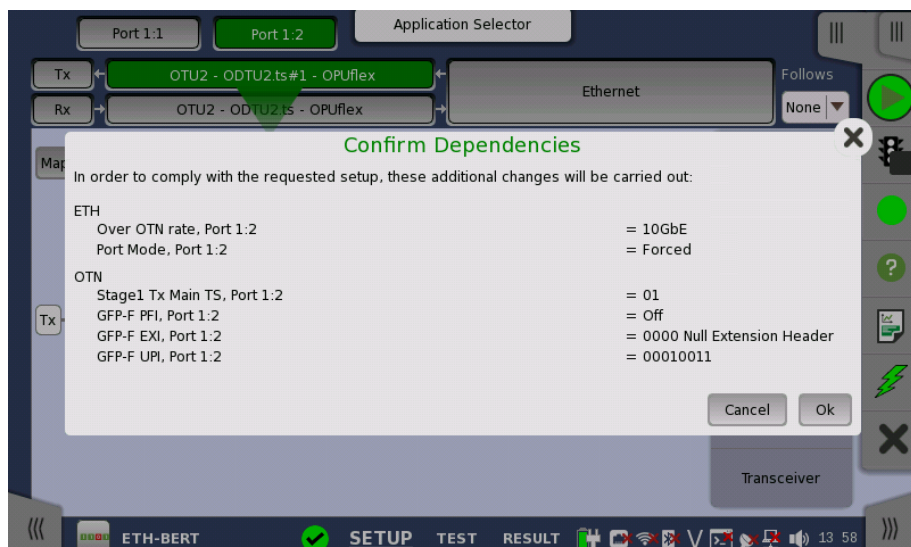 Port 1:1 Port 1:2 Application Selector
Tx OTU2 - ODTU2.ts#1 - OPUflex Ethernet Follows
Rx OTU2 - ODTU2.ts - OPUflex None
Map
Confirm Dependencies
In order to comply with the requested setup, these additional changes will be carried out:
ETH
Over OTN rate, Port 1:2 = 10GbE
Port Mode, Port 1:2 = Forced
OTN
Stage1 Tx Main TS, Port 1:2 = 01
GFP-F PFI, Port 1:2 = Off
Tx
GFP-F EXI, Port 1:2 = 0000 Null Extension Header
GFP-F UPI, Port 1:2 = 00010011
Cancel Ok
Transceiver
ETH-BERT SETUP TEST RESULT V 13 58